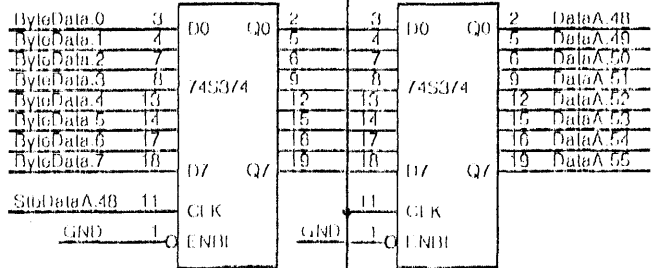 ByteData.0 3 D0 Q0 2 3 D0 Q0 2 DataA.48
ByteData.1 4 5 4 5 DataA.49
ByteData.2 7 6 7 6 DataA.50
ByteData.3 8 74S374 9 8 74S374 9 DataA.51
ByteData.4 13 12 13 12 DataA.52
ByteData.5 14 15 14 15 DataA.53
ByteData.6 17 16 17 16 DataA.54
ByteData.7 18 D7 Q7 19 18 D7 Q7 19 DataA.55
StoDataA.48 11 CLK 11 CLK
GND 1 ENBL GND 1 ENBL